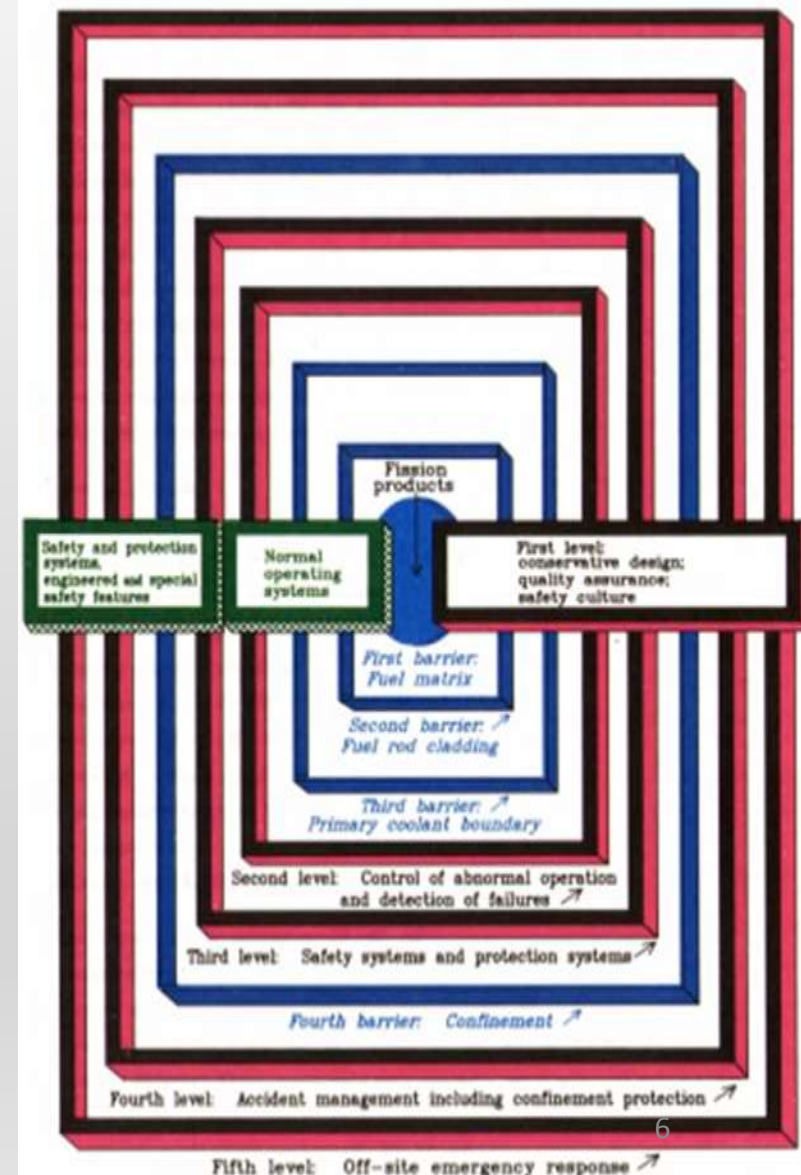 Fission
products
Safety and protection
systems,
engineered and special
safety features
Normal
operating
systems
First level:
conservative design;
quality assurance;
safety culture
First barrier:
Fuel matrix
Second barrier:
Fuel rod cladding
Third barrier:
Primary coolant boundary
Second level: Control of abnormal operation
and detection of failures
Third level: Safety systems and protection systems
Fourth barrier: Confinement
Fourth level: Accident management including confinement protection
6
Fifth level: Off-site emergency response